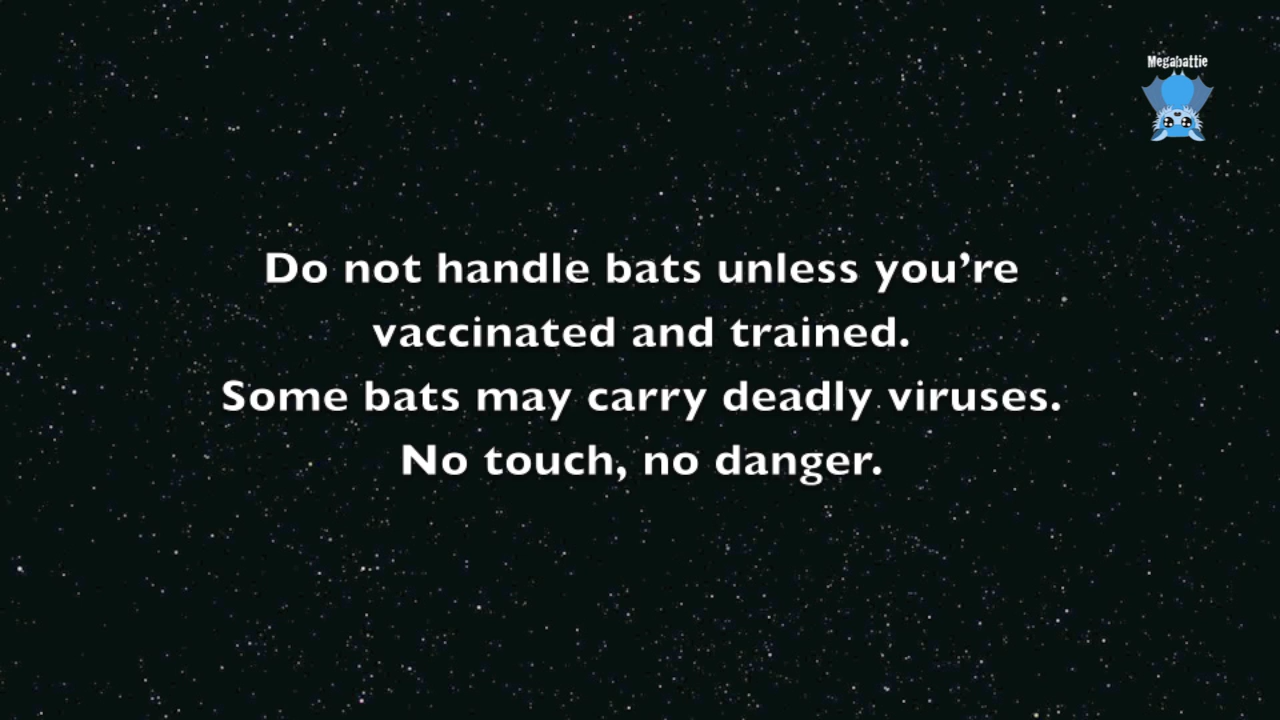 Megabattie
Do not handle bats unless you’re
vaccinated and trained.
Some bats may carry deadly viruses.
No touch, no danger.